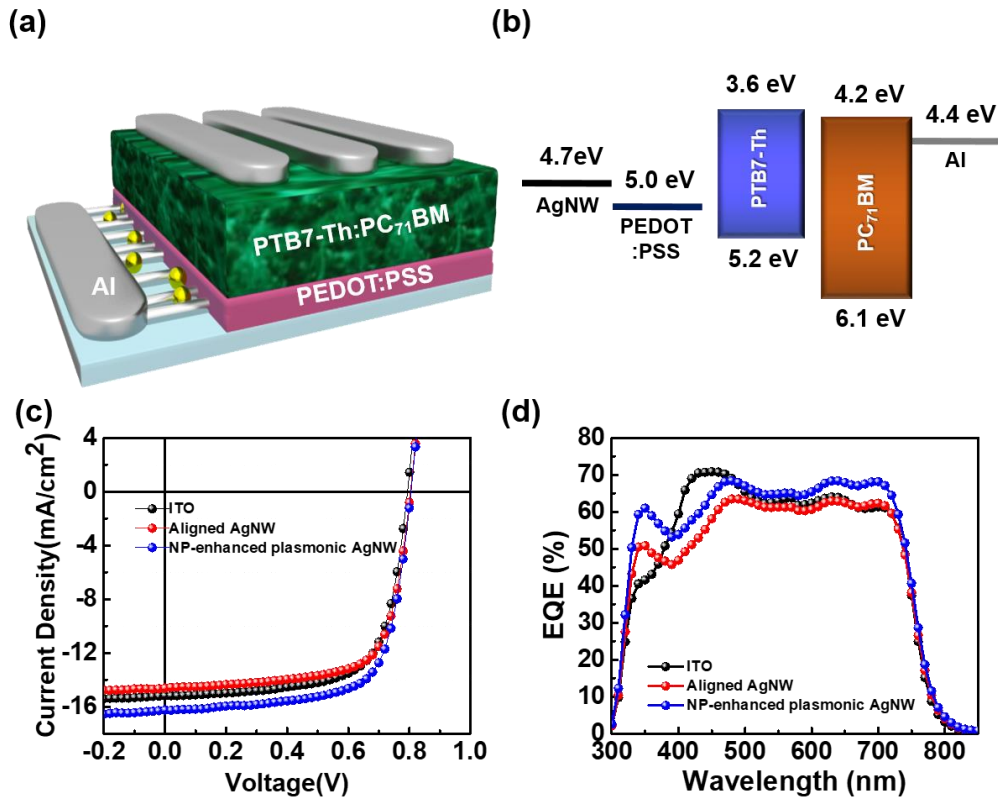 (a)
(b)
Al
PTB7-Th:PC71BM
PEDOT:PSS
4.7eV
AgNW
5.0 eV
PEDOT
:PSS
3.6 eV
PTB7-Th
5.2 eV
4.2 eV
PC71BM
6.1 eV
4.4 eV
Al
(c)
Current Density(mA/cm2)
4
0
-4
-8
-12
-16
ITO
Aligned AgNW
NP-enhanced plasmonic AgNW
-0.2 0.0 0.2 0.4 0.6 0.8 1.0
Voltage(V)
(d)
EQE (%)
80
70
60
50
40
30
20
10
0
ITO
Aligned AgNW
NP-enhanced plasmonic AgNW
300 400 500 600 700 800
Wavelength (nm)